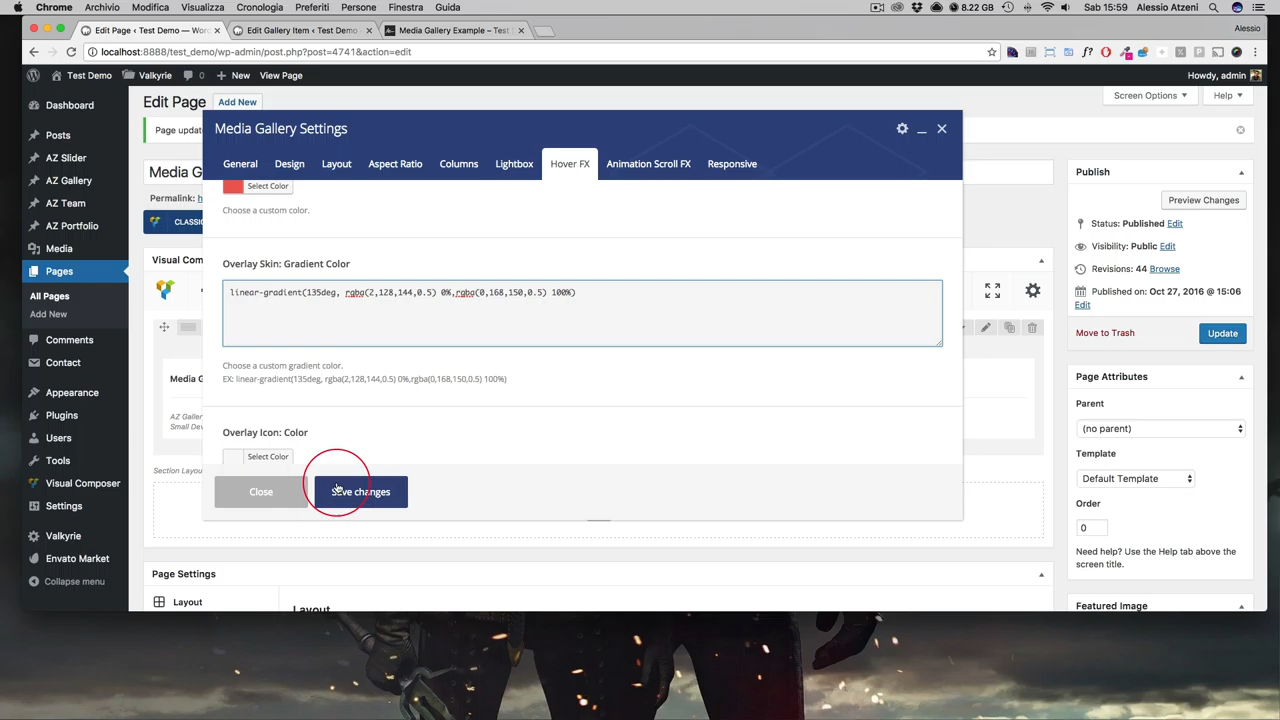 Chrome Archivio Modifica Visualizza Cronologia Preferiti Persone Finestra Guida 8.22 GB Sab 15:59 Alessio Atzeni
Edit Page ‹ Test Demo — Wo × Edit Gallery Item ‹ Test Demo × Media Gallery Example – Test × Alessio
localhost:8888/test_demo/wp-admin/post.php?post=4741&action=edit
Test Demo Valkyrie 0 New View Page Howdy, admin
Dashboard
Posts
AZ Slider
AZ Gallery
AZ Team
AZ Portfolio
Media
Pages
All Pages
Add New
Comments
Contact
Appearance
Plugins
Users
Tools
Visual Composer
Settings
Valkyrie
Envato Market
Collapse menu
Edit Page Add New
Screen Options Help
Page updat
Media G
Permalink: h
CLASSIC
Visual Com
Media G
AZ Gallery
Small Des
Section Layou
Media Gallery Settings
General Design Layout Aspect Ratio Columns Lightbox Hover FX Animation Scroll FX Responsive
Select Color
Choose a custom color.
Overlay Skin: Gradient Color
linear-gradient(135deg, rgba(2,128,144,0.5) 0%,rgba(0,168,150,0.5) 100%)
Choose a custom gradient color.
EX: linear-gradient(135deg, rgba(2,128,144,0.5) 0%,rgba(0,168,150,0.5) 100%)
Overlay Icon: Color
Select Color
Close Save changes
Page Settings
Layout
Layout
Publish
Preview Changes
Status: Published Edit
Visibility: Public Edit
Revisions: 44 Browse
Published on: Oct 27, 2016 @ 15:06
Edit
Move to Trash Update
Page Attributes
Parent
(no parent)
Template
Default Template
Order
0
Need help? Use the Help tab above the
screen title.
Featured Image